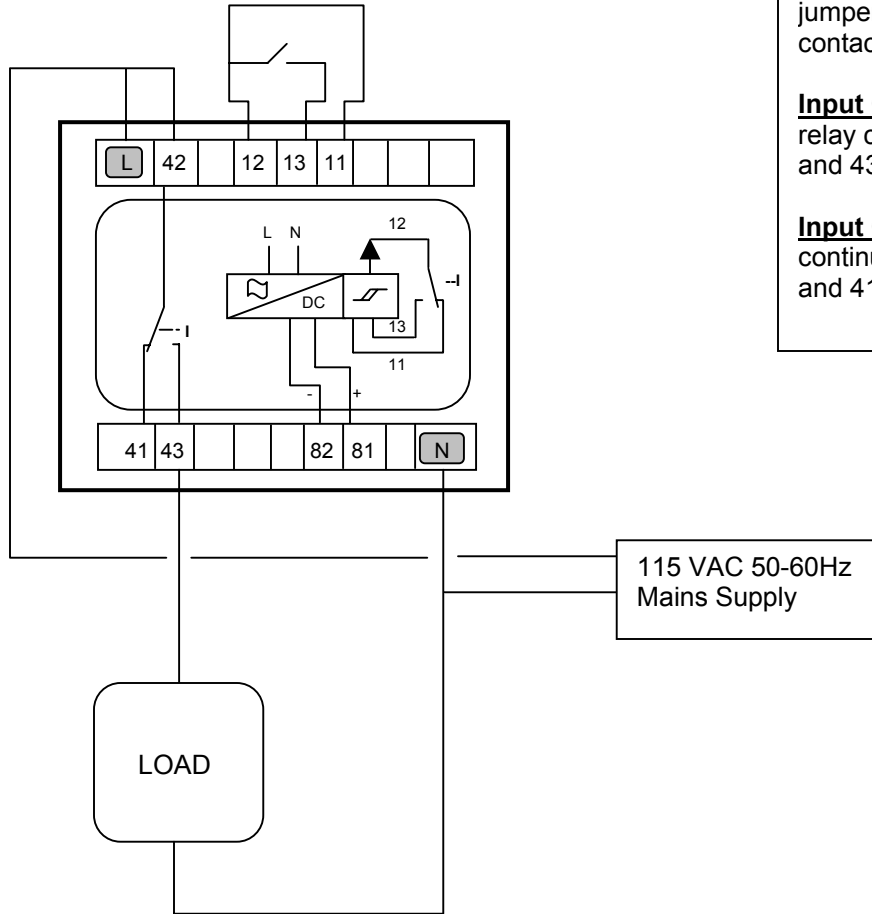 jumpe
contac
Input
relay c
and 43
Input
continu
and 41
L 42 12 13 11
L N
12
--I
DC
13
11
- I
- +
41 43 82 81 N
115 VAC 50-60Hz
Mains Supply
LOAD